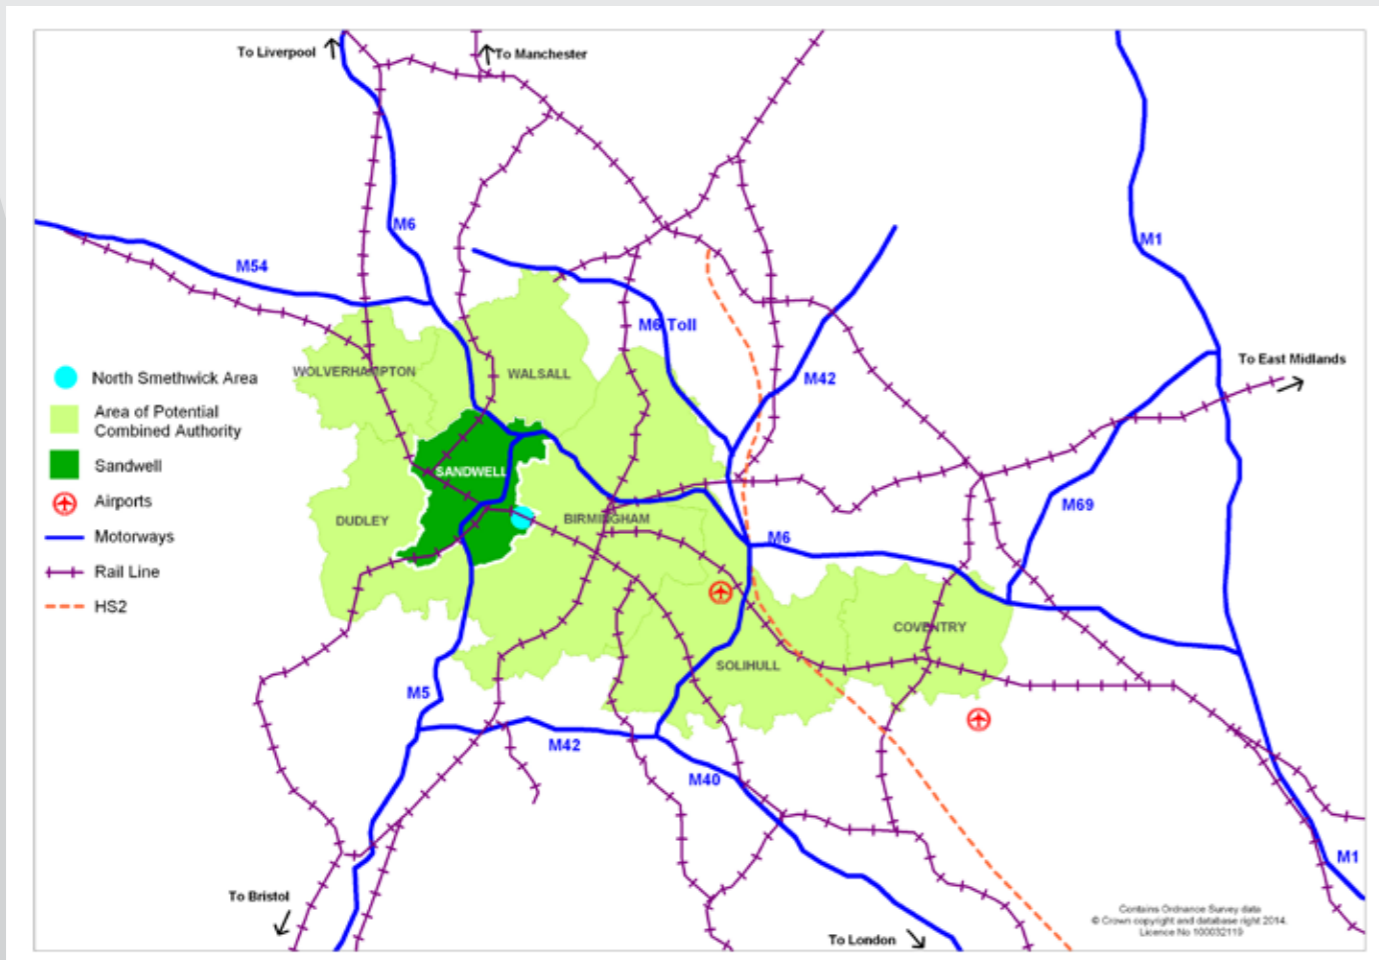 To Liverpool
To Manchester
M6
M1
M54
M6 Toll
To East Midlands
WOLVERHAMPTON
WALSALL
M42
North Smethwick Area
Area of Potential
Combined Authority
Sandwell
SANDWELL
Airports
M69
DUDLEY
BIRMINGHAM
Motorways
M6
Rail Line
HS2
COVENTRY
SOLIHULL
M5
M42
M40
M1
To Bristol
Contains Ordnance Survey data
© Crown copyright and database right 2014.
Licence No 100032119
To London